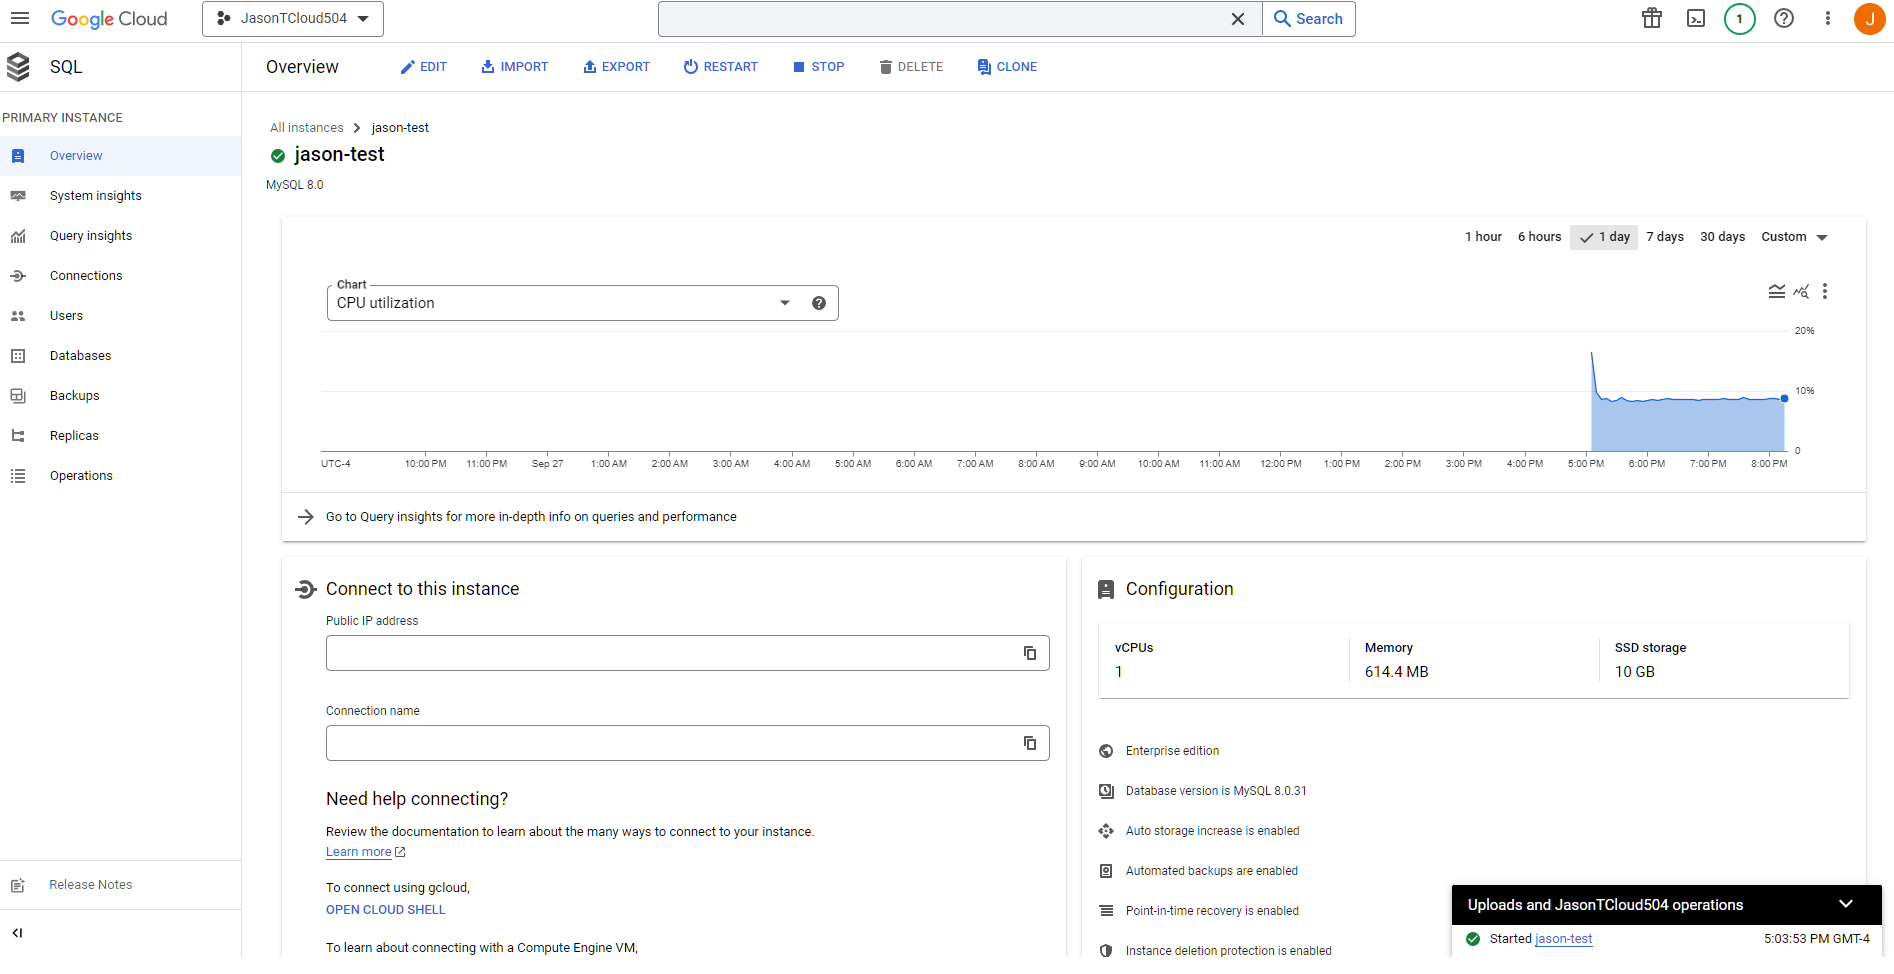 Google Cloud
JasonTCloud504
Search
1
J
SQL
Overview
EDIT
IMPORT
EXPORT
RESTART
STOP
DELETE
CLONE
PRIMARY INSTANCE
Overview
System insights
Query insights
Connections
Users
Databases
Backups
Replicas
Operations
Release Notes
All instances
jason-test
jason-test
MySQL 8.0
1 hour
6 hours
1 day
7 days
30 days
Custom
Chart
CPU utilization
20%
10%
0
UTC-4
10:00 PM
11:00 PM
Sep 27
1:00 AM
2:00 AM
3:00 AM
4:00 AM
5:00 AM
6:00 AM
7:00 AM
8:00 AM
9:00 AM
10:00 AM
11:00 AM
12:00 PM
1:00 PM
2:00 PM
3:00 PM
4:00 PM
5:00 PM
6:00 PM
7:00 PM
8:00 PM
Go to Query insights for more in-depth info on queries and performance
Connect to this instance
Public IP address
Connection name
Need help connecting?
Review the documentation to learn about the many ways to connect to your instance.
Learn more
To connect using gcloud,
OPEN CLOUD SHELL
To learn about connecting with a Compute Engine VM,
Configuration
vCPUs
1
Memory
614.4 MB
SSD storage
10 GB
Enterprise edition
Database version is MySQL 8.0.31
Auto storage increase is enabled
Automated backups are enabled
Point-in-time recovery is enabled
Instance deletion protection is enabled
Uploads and JasonTCloud504 operations
Started jason-test
5:03:53 PM GMT-4